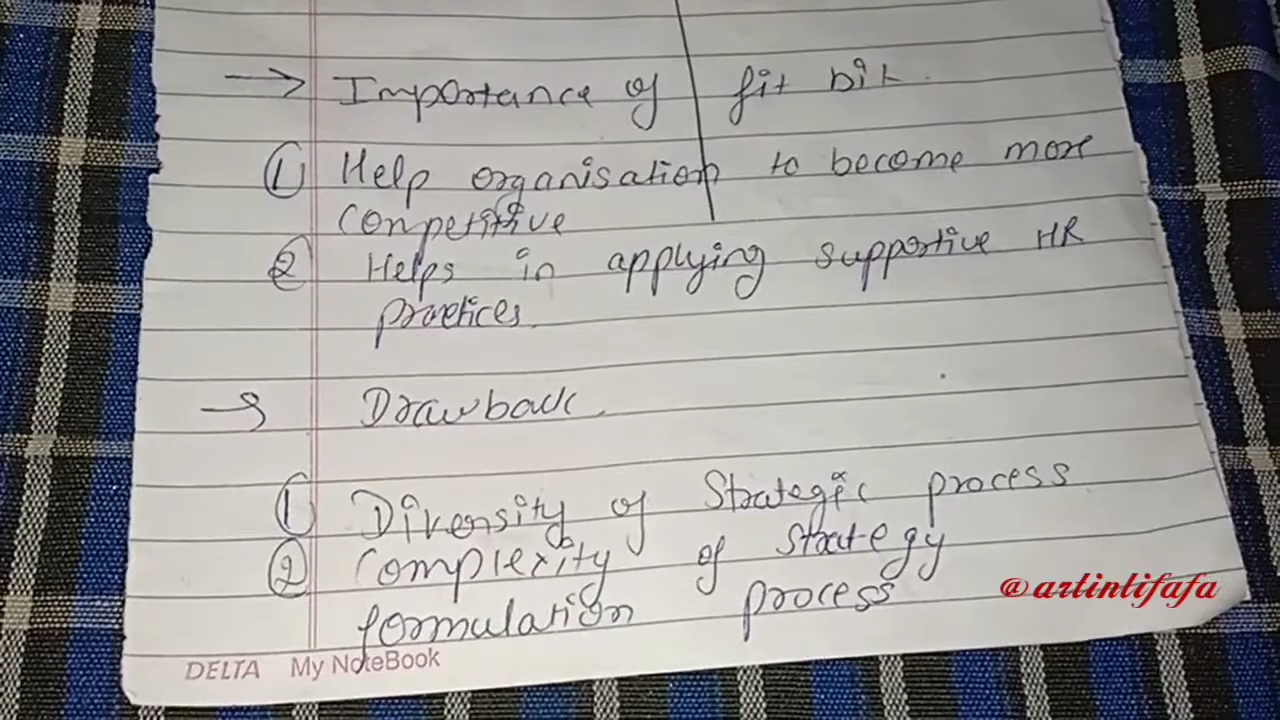 → Importance of fit bit.
① Help organisation to become more
competitive
② Helps in applying supportive HR
practices.
→ Drawback.
① Diversity of Strategic process
② Complexity of strategy
formulation process
@artintifafa
DELTA My NoteBook